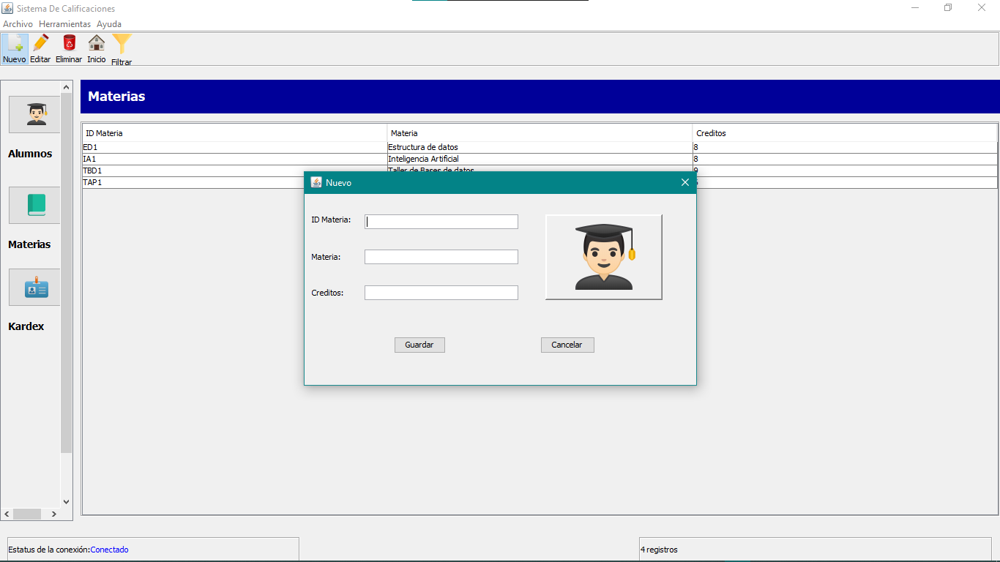 Sistema De Calificaciones
Archivo Herramientas Ayuda
Nuevo Editar Eliminar Inicio Filtrar
Alumnos
Materias
Kardex
Materias
ID Materia Materia Creditos
ED1 Estructura de datos 8
IA1 Inteligencia Artificial 8
TBD1 Taller de Bases de datos 9
TAP1
Nuevo
ID Materia:
Materia:
Creditos:
Guardar Cancelar
Estatus de la conexión:Conectado
4 registros